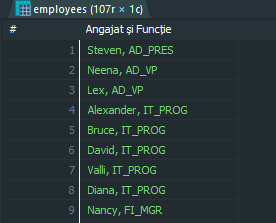 employees (107r × 1c)
# Angajat și Funcție
1 Steven, AD_PRES
2 Neena, AD_VP
3 Lex, AD_VP
4 Alexander, IT_PROG
5 Bruce, IT_PROG
6 David, IT_PROG
7 Valli, IT_PROG
8 Diana, IT_PROG
9 Nancy, FI_MGR